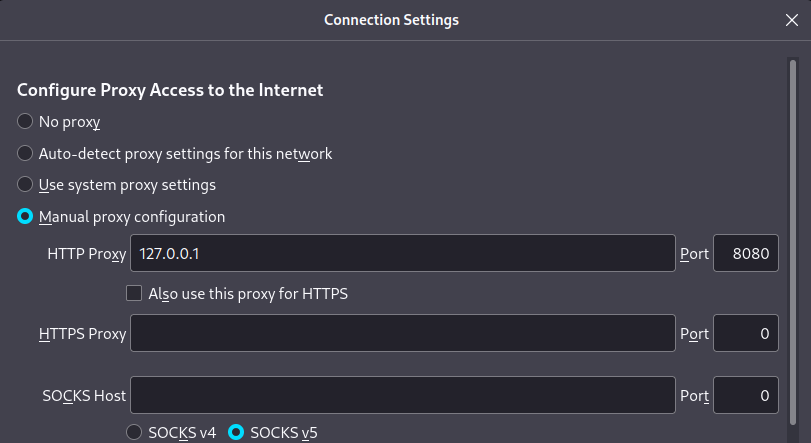 Connection Settings
Configure Proxy Access to the Internet
No proxy
Auto-detect proxy settings for this network
Use system proxy settings
Manual proxy configuration
HTTP Proxy 127.0.0.1 Port 8080
Also use this proxy for HTTPS
HTTPS Proxy Port 0
SOCKS Host Port 0
SOCKS v4 SOCKS v5